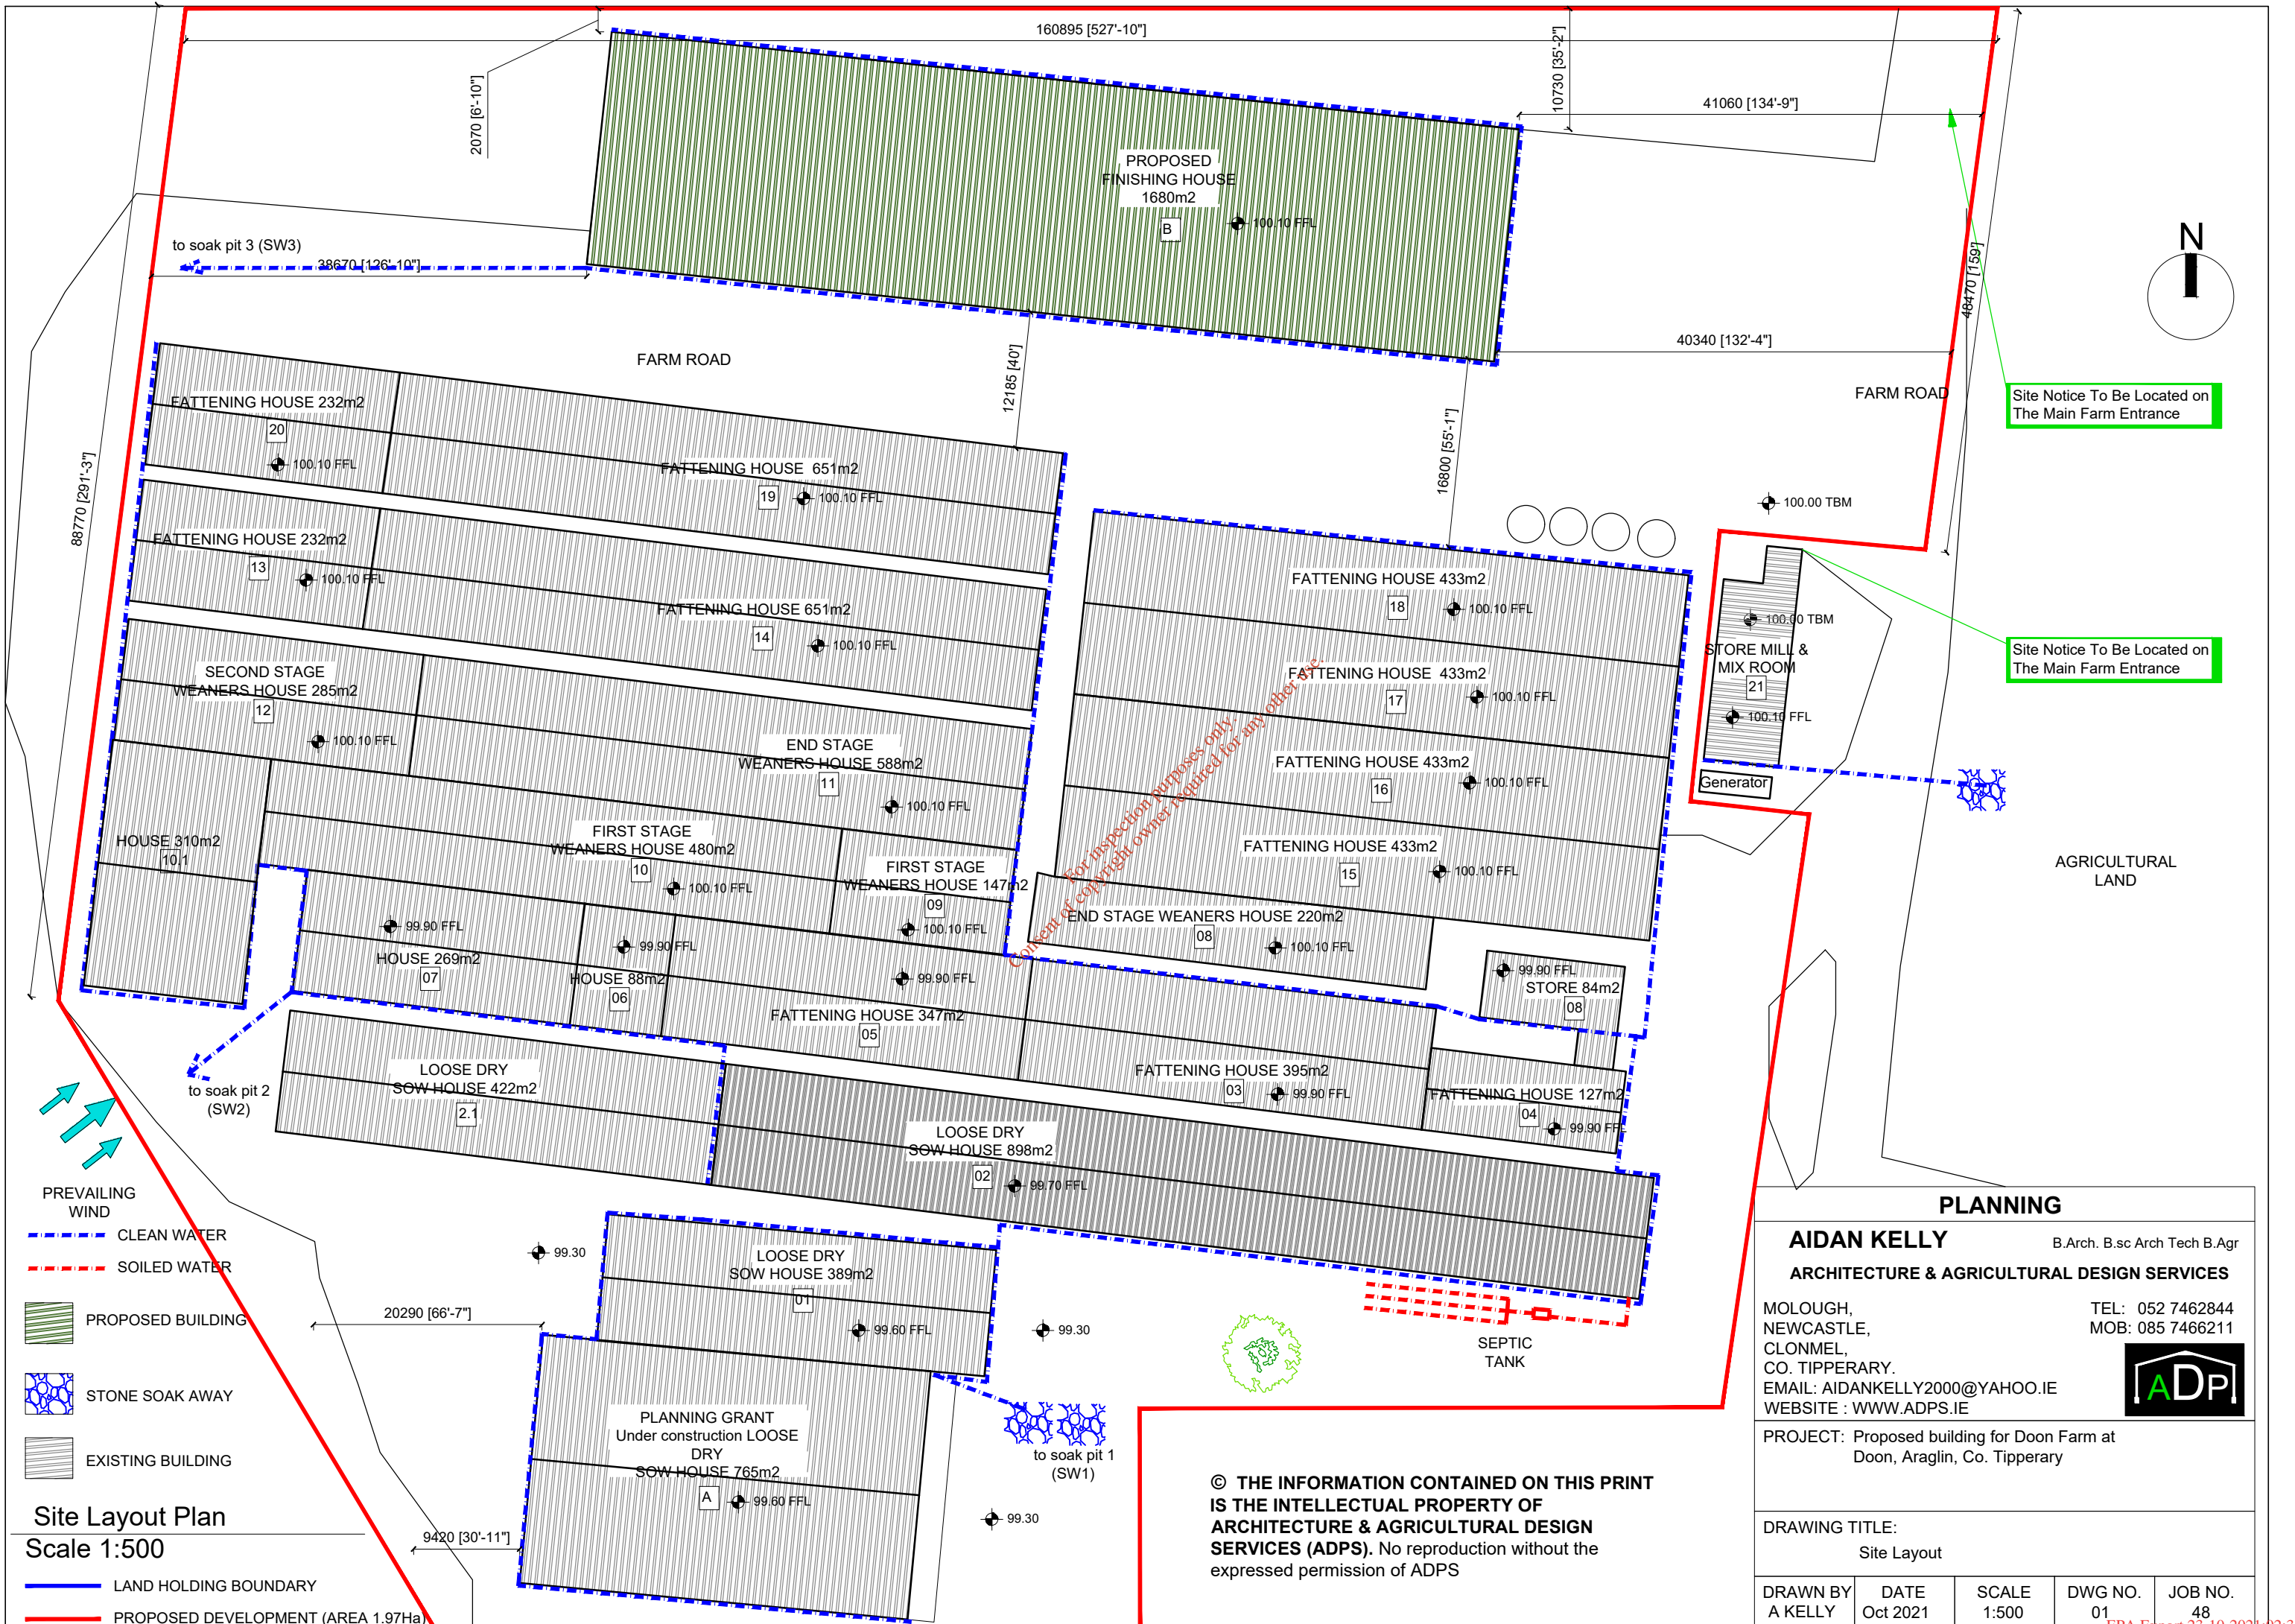 160895 [527'-10"]
2070 [6'-10"]
10730 [35'-2"]
41060 [134'-9"]
PROPOSED
FINISHING HOUSE
1680m2
B
100.10 FFL
to soak pit 3 (SW3)
38670 [126'-10"]
48470 [159']
N
FARM ROAD
12185 [40']
40340 [132'-4"]
FARM ROAD
Site Notice To Be Located on
The Main Farm Entrance
88770 [291'-3"]
16800 [55'-1"]
FATTENING HOUSE 232m2
20
100.10 FFL
FATTENING HOUSE 651m2
19
100.10 FFL
100.00 TBM
FATTENING HOUSE 232m2
13
100.10 FFL
FATTENING HOUSE 651m2
14
100.10 FFL
FATTENING HOUSE 433m2
18
100.10 FFL
100.00 TBM
STORE MILL &
MIX ROOM
21
100.10 FFL
Generator
Site Notice To Be Located on
The Main Farm Entrance
SECOND STAGE
WEANERS HOUSE 285m2
12
100.10 FFL
FATTENING HOUSE 433m2
17
100.10 FFL
END STAGE
WEANERS HOUSE 588m2
11
100.10 FFL
FATTENING HOUSE 433m2
16
100.10 FFL
For inspection purposes only.
Consent of copyright owner required for any other use.
HOUSE 310m2
10.1
FIRST STAGE
WEANERS HOUSE 480m2
10
100.10 FFL
FIRST STAGE
WEANERS HOUSE 147m2
09
100.10 FFL
FATTENING HOUSE 433m2
15
100.10 FFL
AGRICULTURAL
LAND
END STAGE WEANERS HOUSE 220m2
08
100.10 FFL
99.90 FFL
HOUSE 269m2
07
99.90 FFL
HOUSE 88m2
06
99.90 FFL
FATTENING HOUSE 347m2
05
99.90 FFL
STORE 84m2
08
LOOSE DRY
SOW HOUSE 422m2
2.1
to soak pit 2
(SW2)
FATTENING HOUSE 395m2
03
99.90 FFL
FATTENING HOUSE 127m2
04
99.90 FFL
LOOSE DRY
SOW HOUSE 898m2
02
99.70 FFL
PREVAILING
WIND
CLEAN WATER
SOILED WATER
PROPOSED BUILDING
STONE SOAK AWAY
EXISTING BUILDING
99.30
LOOSE DRY
SOW HOUSE 389m2
01
99.60 FFL
99.30
20290 [66'-7"]
SEPTIC
TANK
PLANNING GRANT
Under construction LOOSE
DRY
SOW HOUSE 765m2
A
99.60 FFL
to soak pit 1
(SW1)
99.30
9420 [30'-11"]
Site Layout Plan
Scale 1:500
LAND HOLDING BOUNDARY
PROPOSED DEVELOPMENT (AREA 1.97Ha)
© THE INFORMATION CONTAINED ON THIS PRINT
IS THE INTELLECTUAL PROPERTY OF
ARCHITECTURE & AGRICULTURAL DESIGN
SERVICES (ADPS). No reproduction without the
expressed permission of ADPS
PLANNING
AIDAN KELLY B.Arch. B.sc Arch Tech B.Agr
ARCHITECTURE & AGRICULTURAL DESIGN SERVICES
MOLOUGH, TEL: 052 7462844
NEWCASTLE, MOB: 085 7466211
CLONMEL,
CO. TIPPERARY.
EMAIL: AIDANKELLY2000@YAHOO.IE
WEBSITE : WWW.ADPS.IE
ADP
PROJECT: Proposed building for Doon Farm at
Doon, Araglin, Co. Tipperary
DRAWING TITLE:
Site Layout
DRAWN BY DATE SCALE DWG NO. JOB NO.
A KELLY Oct 2021 1:500 01 48